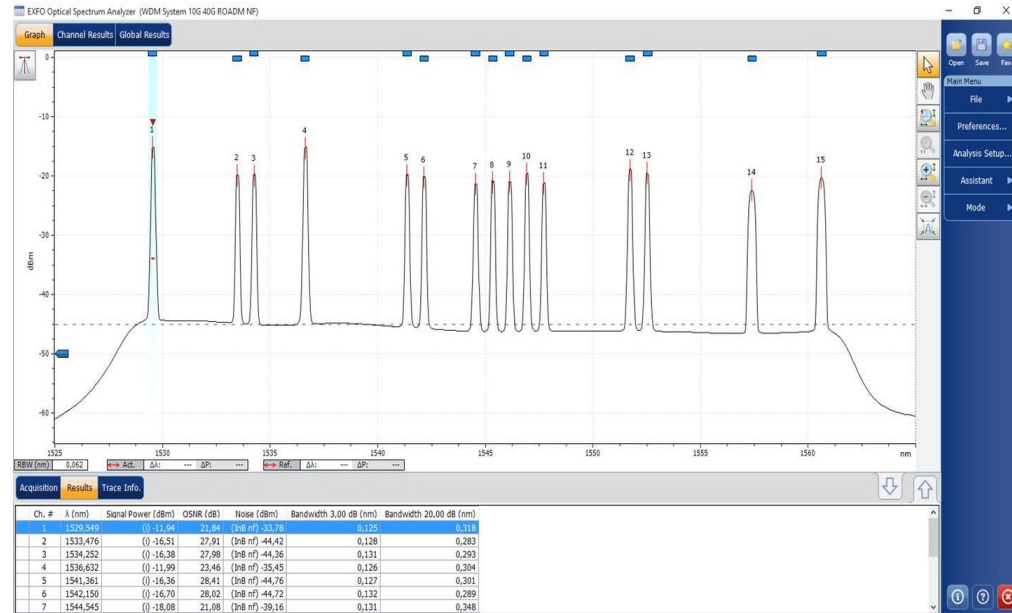 EXFO Optical Spectrum Analyzer (WDM System 10G 40G ROADM NF)
Graph Channel Results Global Results
Open Save Fav...
Main Menu
File
Preferences...
Analysis Setup...
Assistant
Mode
0
-10
-20
-30
-40
-50
-60
dBm
1 2 3 4 5 6 7 8 9 10 11 12 13 14 15
1525 1530 1535 1540 1545 1550 1555 1560 nm
RBW (nm) 0,062 Act. Δλ: --- ΔP: --- Ref. Δλ: --- ΔP: ---
Acquisition Results Trace Info.
Ch. # λ (nm) Signal Power (dBm) OSNR (dB) Noise (dBm) Bandwidth 3,00 dB (nm) Bandwidth 20,00 dB (nm)
1 1529,549 (i) -11,94 21,84 (InB nf) -33,78 0,125 0,318
2 1533,476 (i) -16,51 27,91 (InB nf) -44,42 0,128 0,283
3 1534,252 (i) -16,38 27,98 (InB nf) -44,36 0,131 0,293
4 1536,632 (i) -11,99 23,46 (InB nf) -35,45 0,126 0,304
5 1541,361 (i) -16,36 28,41 (InB nf) -44,76 0,127 0,301
6 1542,150 (i) -16,70 28,02 (InB nf) -44,72 0,132 0,289
7 1544,545 (i) -18,08 21,08 (InB nf) -39,16 0,131 0,348